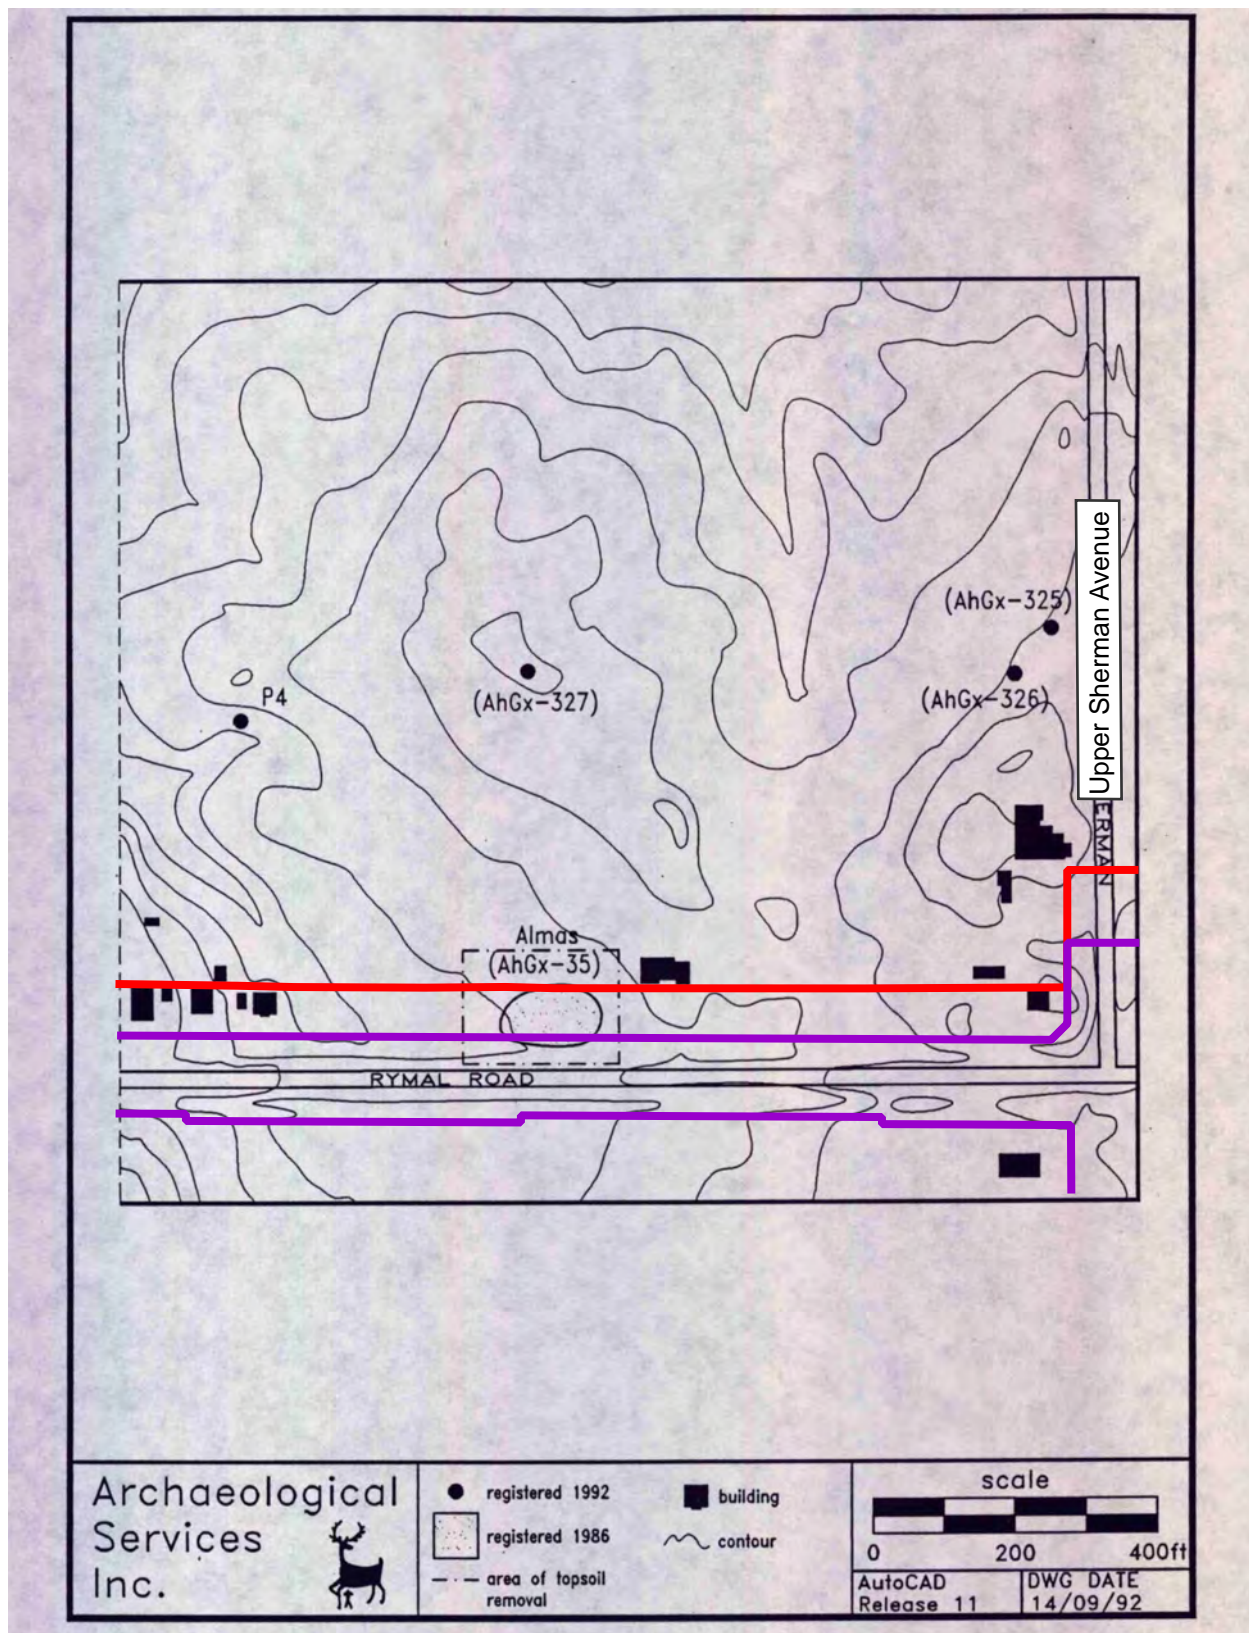 Upper Sherman Avenue
(AhGx-325)
(AhGx-326)
P4
(AhGx-327)
ERMAN
Almas
(AhGx-35)
RYMAL ROAD
Archaeological
Services
Inc.
registered 1992
registered 1986
area of topsoil
removal
building
contour
scale
0 200 400ft
AutoCAD
Release 11
DWG DATE
14/09/92